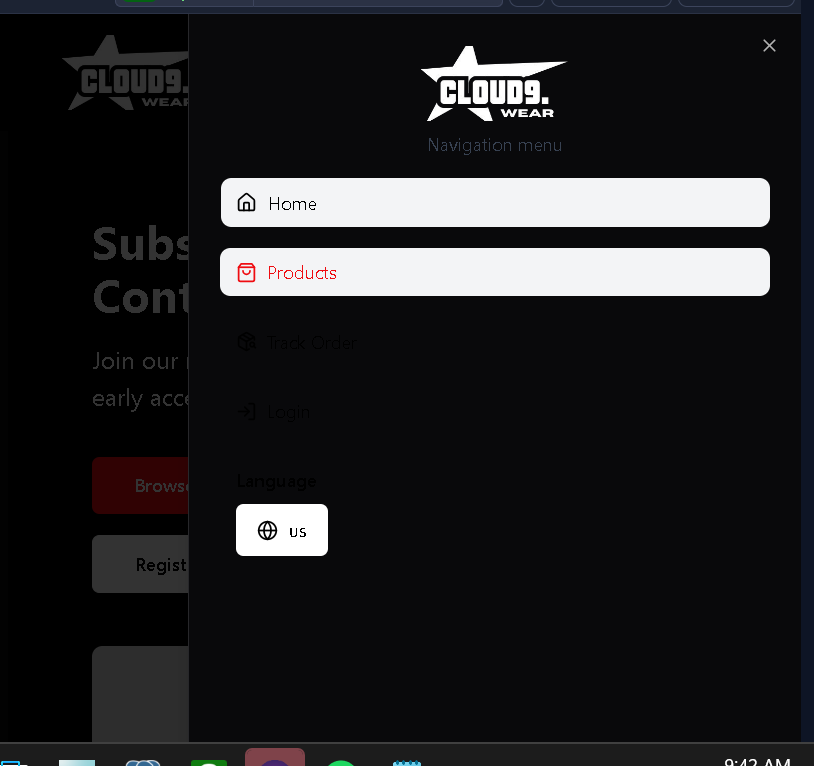 CLOUD9.
WEAR
CLOUD9.
WEAR
Navigation menu
Home
Products
Track Order
Login
Language
us
Subs
Cont
Join our
early acce
Browse
Regist
9:42 AM